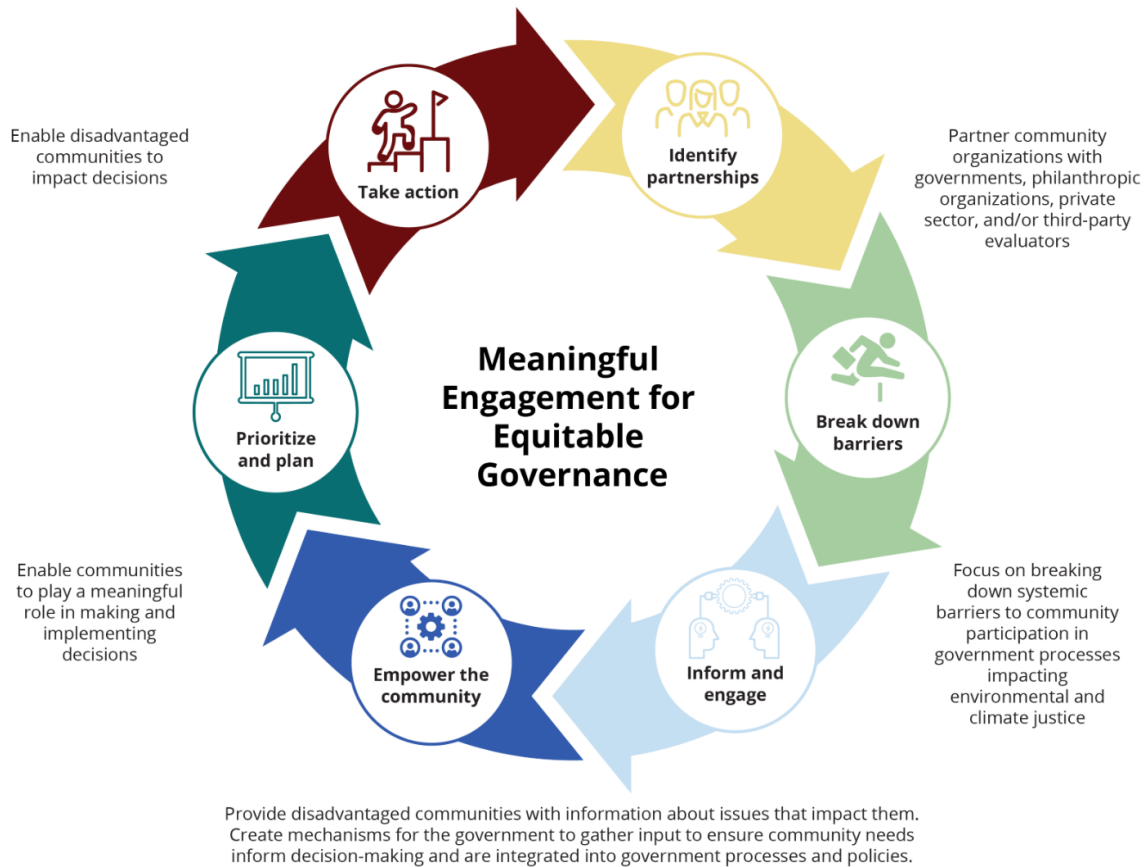 Take action
Identify
partnerships
Enable disadvantaged
communities to
impact decisions
Partner community
organizations with
governments, philanthropic
organizations, private
sector, and/or third-party
evaluators
Meaningful
Engagement for
Equitable
Governance
Break down
barriers
Prioritize
and plan
Enable communities
to play a meaningful
role in making and
implementing
decisions
Focus on breaking
down systemic
barriers to community
participation in
government processes
impacting
environmental and
climate justice
Empower the
community
Inform and
engage
Provide disadvantaged communities with information about issues that impact them.
Create mechanisms for the government to gather input to ensure community needs
inform decision-making and are integrated into government processes and policies.